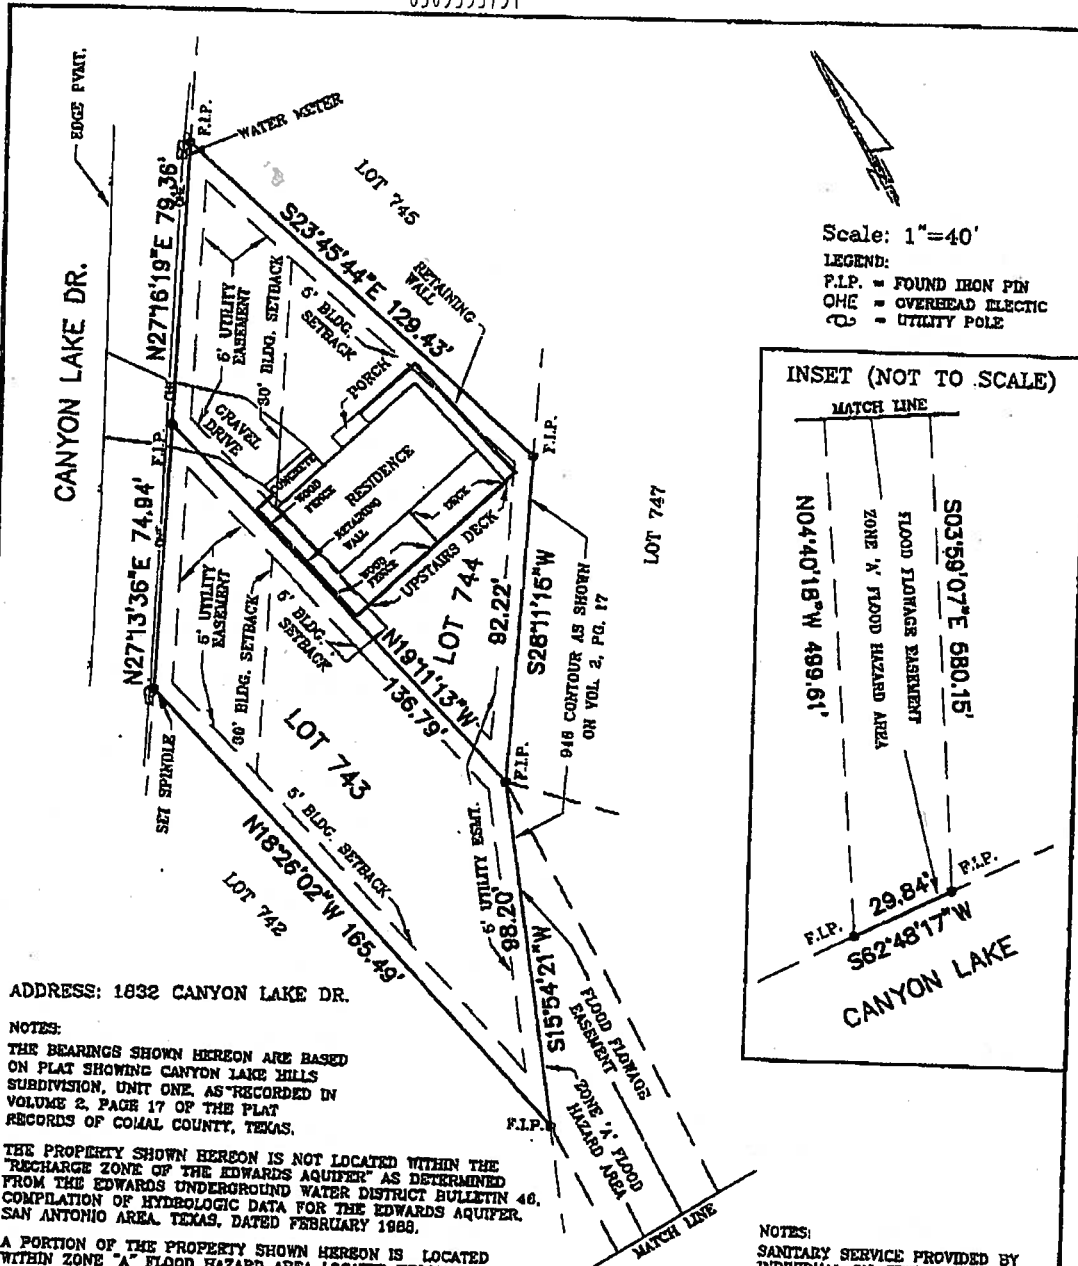 EDGE PVMT.
F.I.P.
WATER METER
LOT 745
CANYON LAKE DR.
N27°16'19"E 79.36'
OHE
S23°45'44"E 129.43'
RETAINING
WALL
5' UTILITY
EASEMENT
30' BLDG. SETBACK
5' BLDG.
SETBACK
PORCH
GRAVEL
DRIVE
F.I.P.
CONCRETE
WOOD
FENCE
RESIDENCE
RETAINING
WALL
DECK
WOOD
FENCE
UPSTAIRS DECK
F.I.P.
LOT 747
LOT 744
92.22'
S28°11'15"W
946 CONTOUR AS SHOWN
ON VOL. 2, PG. 17
N27°13'36"E 74.94'
OHE
5' UTILITY
EASEMENT
30' BLDG. SETBACK
5' BLDG.
SETBACK
N19°11'13"W
136.79'
F.I.P.
LOT 743
SET SPINDLE
5' BLDG. SETBACK
N18°26'02"W 165.49'
LOT 742
5' UTILITY ESMT.
98.20'
S15°54'21"W
FLOOD FLOWAGE
EASEMENT
ZONE 'A' FLOOD
HAZARD AREA
F.I.P.
MATCH LINE
Scale: 1"=40'
LEGEND:
F.I.P. = FOUND IRON PIN
OHE = OVERHEAD ELECTIC
= UTILITY POLE
INSET (NOT TO SCALE)
MATCH LINE
N04°40'18"W 499.61'
ZONE 'A' FLOOD HAZARD AREA
FLOOD FLOWAGE EASEMENT
S03°59'07"E 580.15'
F.I.P.
29.84'
F.I.P.
S62°48'17"W
CANYON LAKE
ADDRESS: 1832 CANYON LAKE DR.
NOTES:
THE BEARINGS SHOWN HEREON ARE BASED
ON PLAT SHOWING CANYON LAKE HILLS
SUBDIVISION, UNIT ONE, AS RECORDED IN
VOLUME 2, PAGE 17 OF THE PLAT
RECORDS OF COMAL COUNTY, TEXAS.
THE PROPERTY SHOWN HEREON IS NOT LOCATED WITHIN THE
"RECHARGE ZONE OF THE EDWARDS AQUIFER" AS DETERMINED
FROM THE EDWARDS UNDERGROUND WATER DISTRICT BULLETIN 46,
COMPILATION OF HYDROLOGIC DATA FOR THE EDWARDS AQUIFER,
SAN ANTONIO AREA, TEXAS, DATED FEBRUARY 1988.
A PORTION OF THE PROPERTY SHOWN HEREON IS LOCATED
WITHIN ZONE "A" FLOOD HAZARD AREA
NOTES:
SANITARY SERVICE PROVIDED BY